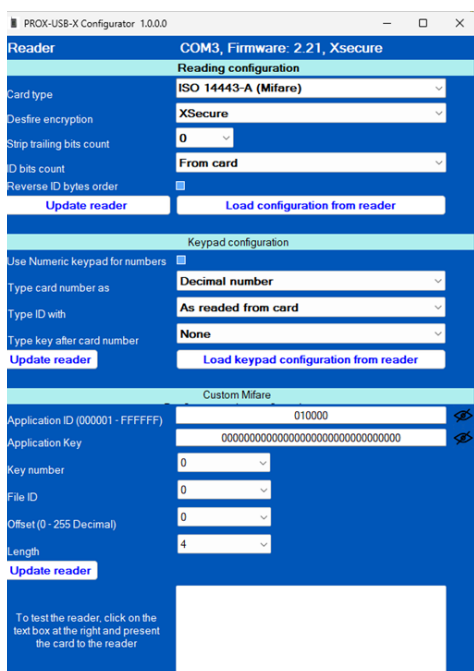 PROX-USB-X Configurator 1.0.0.0
Reader COM3, Firmware: 2.21, Xsecure
Reading configuration
Card type ISO 14443-A (Mifare)
Desfire encryption XSecure
Strip trailing bits count 0
ID bits count From card
Reverse ID bytes order
Update reader Load configuration from reader
Keypad configuration
Use Numeric keypad for numbers
Type card number as Decimal number
Type ID with As readed from card
Type key after card number None
Update reader Load keypad configuration from reader
Custom Mifare
Application ID (000001 - FFFFFF) 010000
Application Key 00000000000000000000000000000000
Key number 0
File ID 0
Offset (0 - 255 Decimal) 0
Length 4
Update reader
To test the reader, click on the
text box at the right and present
the card to the reader